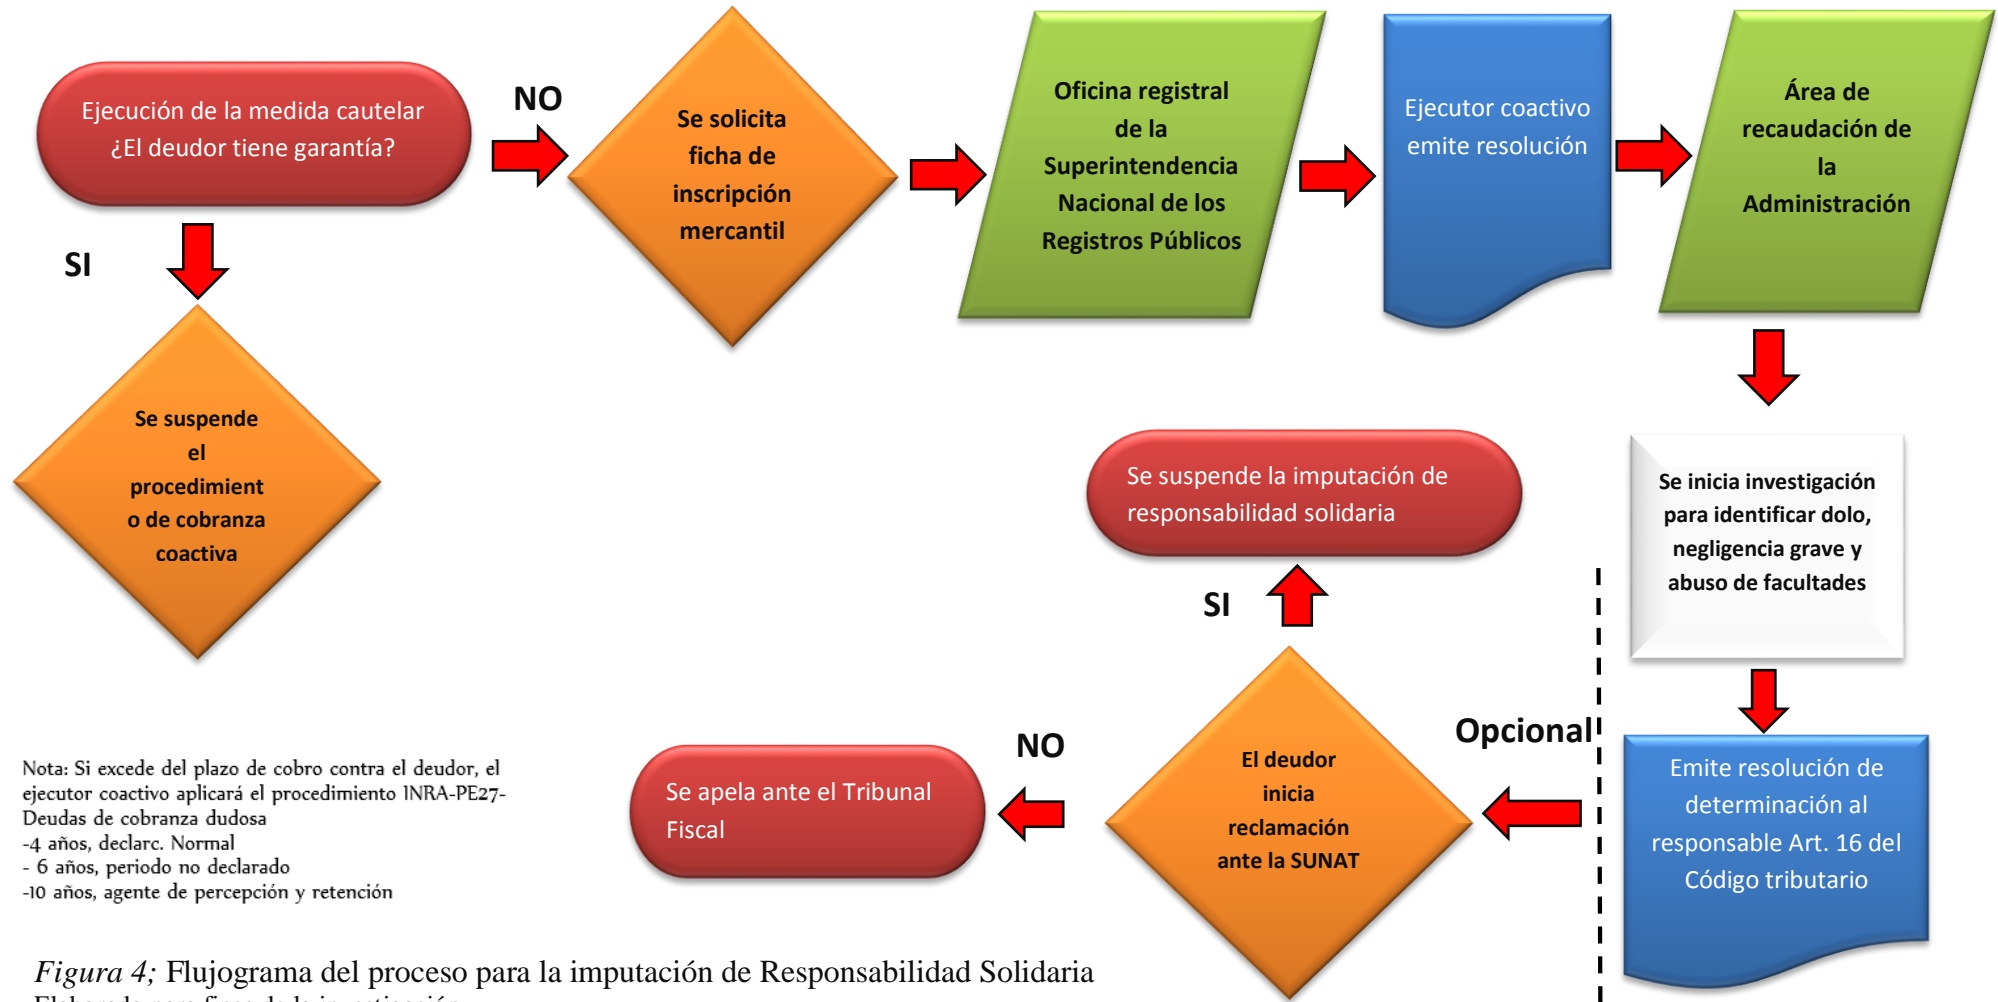 Ejecución de la medida cautelar
¿El deudor tiene garantía?
NO
Se solicita
ficha de
inscripción
mercantil
Oficina registral
de la
Superintendencia
Nacional de los
Registros Públicos
Ejecutor coactivo
emite resolución
Área de
recaudación de
la
Administración
SI
Se suspende
el
procedimient
o de cobranza
coactiva
Se inicia investigación
para identificar dolo,
negligencia grave y
abuso de facultades
Se suspende la imputación de
responsabilidad solidaria
SI
Opcional
Emite resolución de
determinación al
responsable Art. 16 del
Código tributario
El deudor
inicia
reclamación
ante la SUNAT
NO
Se apela ante el Tribunal
Fiscal
Nota: Si excede del plazo de cobro contra el deudor, el
ejecutor coactivo aplicará el procedimiento INRA-PE27-
Deudas de cobranza dudosa
-4 años, declarc. Normal
- 6 años, periodo no declarado
-10 años, agente de percepción y retención
Figura 4; Flujograma del proceso para la imputación de Responsabilidad Solidaria